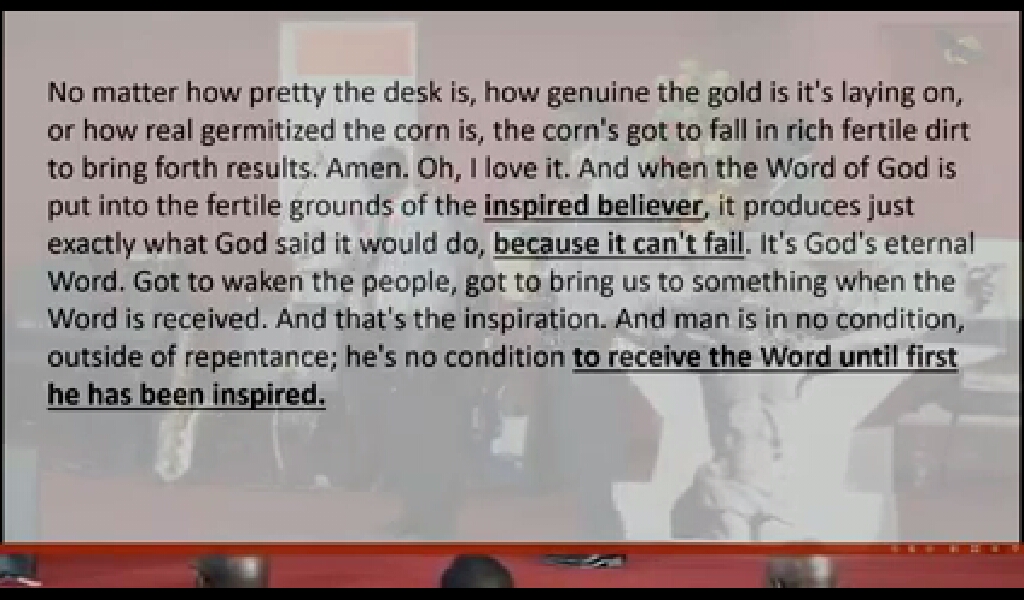 No matter how pretty the desk is, how genuine the gold is it's laying on,
or how real germitized the corn is, the corn's got to fall in rich fertile dirt
to bring forth results. Amen. Oh, I love it. And when the Word of God is
put into the fertile grounds of the inspired believer, it produces just
exactly what God said it would do, because it can't fail. It's God's eternal
Word. Got to waken the people, got to bring us to something when the
Word is received. And that's the inspiration. And man is in no condition,
outside of repentance; he's no condition to receive the Word until first
he has been inspired.